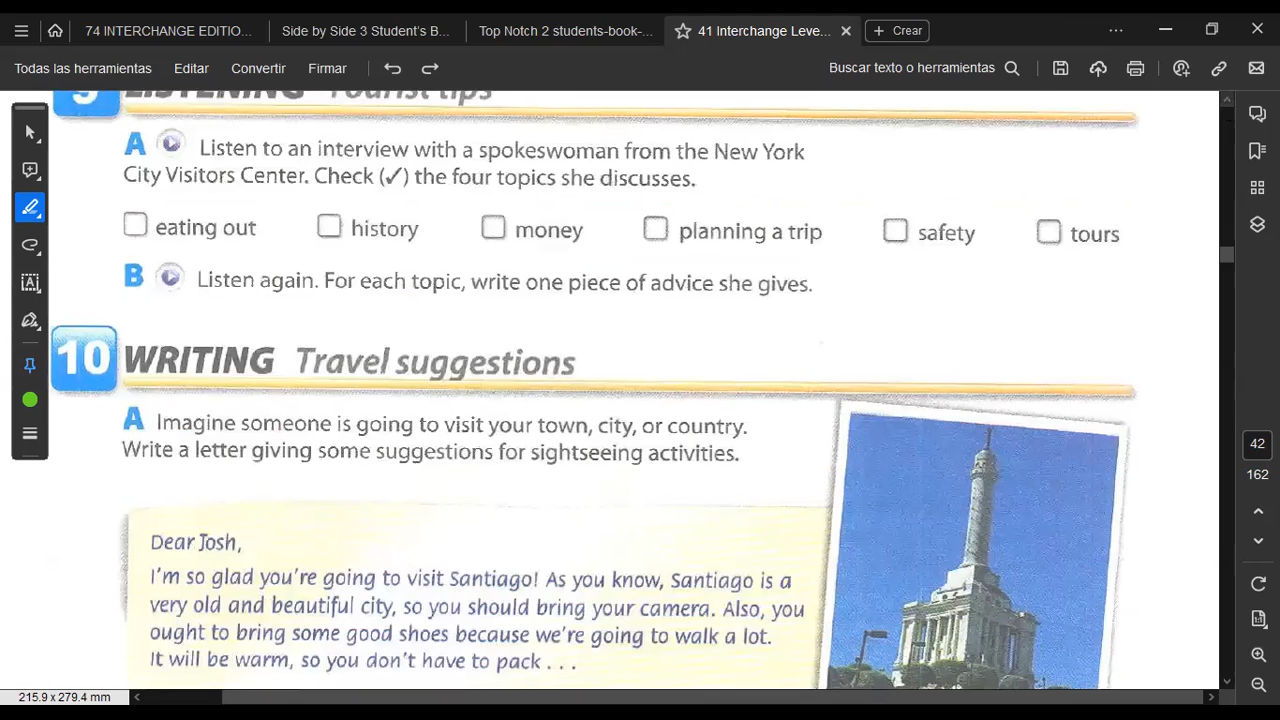 74 INTERCHANGE EDITIO...
Side by Side 3 Student's B...
Top Notch 2 students-book-...
41 Interchange Leve...
Crear
Todas las herramientas
Editar
Convertir
Firmar
Buscar texto o herramientas
9 LISTENING Tourist tips
A Listen to an interview with a spokeswoman from the New York
City Visitors Center. Check (✓) the four topics she discusses.
eating out
history
money
planning a trip
safety
tours
B Listen again. For each topic, write one piece of advice she gives.
10 WRITING Travel suggestions
A Imagine someone is going to visit your town, city, or country.
Write a letter giving some suggestions for sightseeing activities.
Dear Josh,
I'm so glad you're going to visit Santiago! As you know, Santiago is a
very old and beautiful city, so you should bring your camera. Also, you
ought to bring some good shoes because we're going to walk a lot.
It will be warm, so you don't have to pack . . .
42
162
215.9 x 279.4 mm